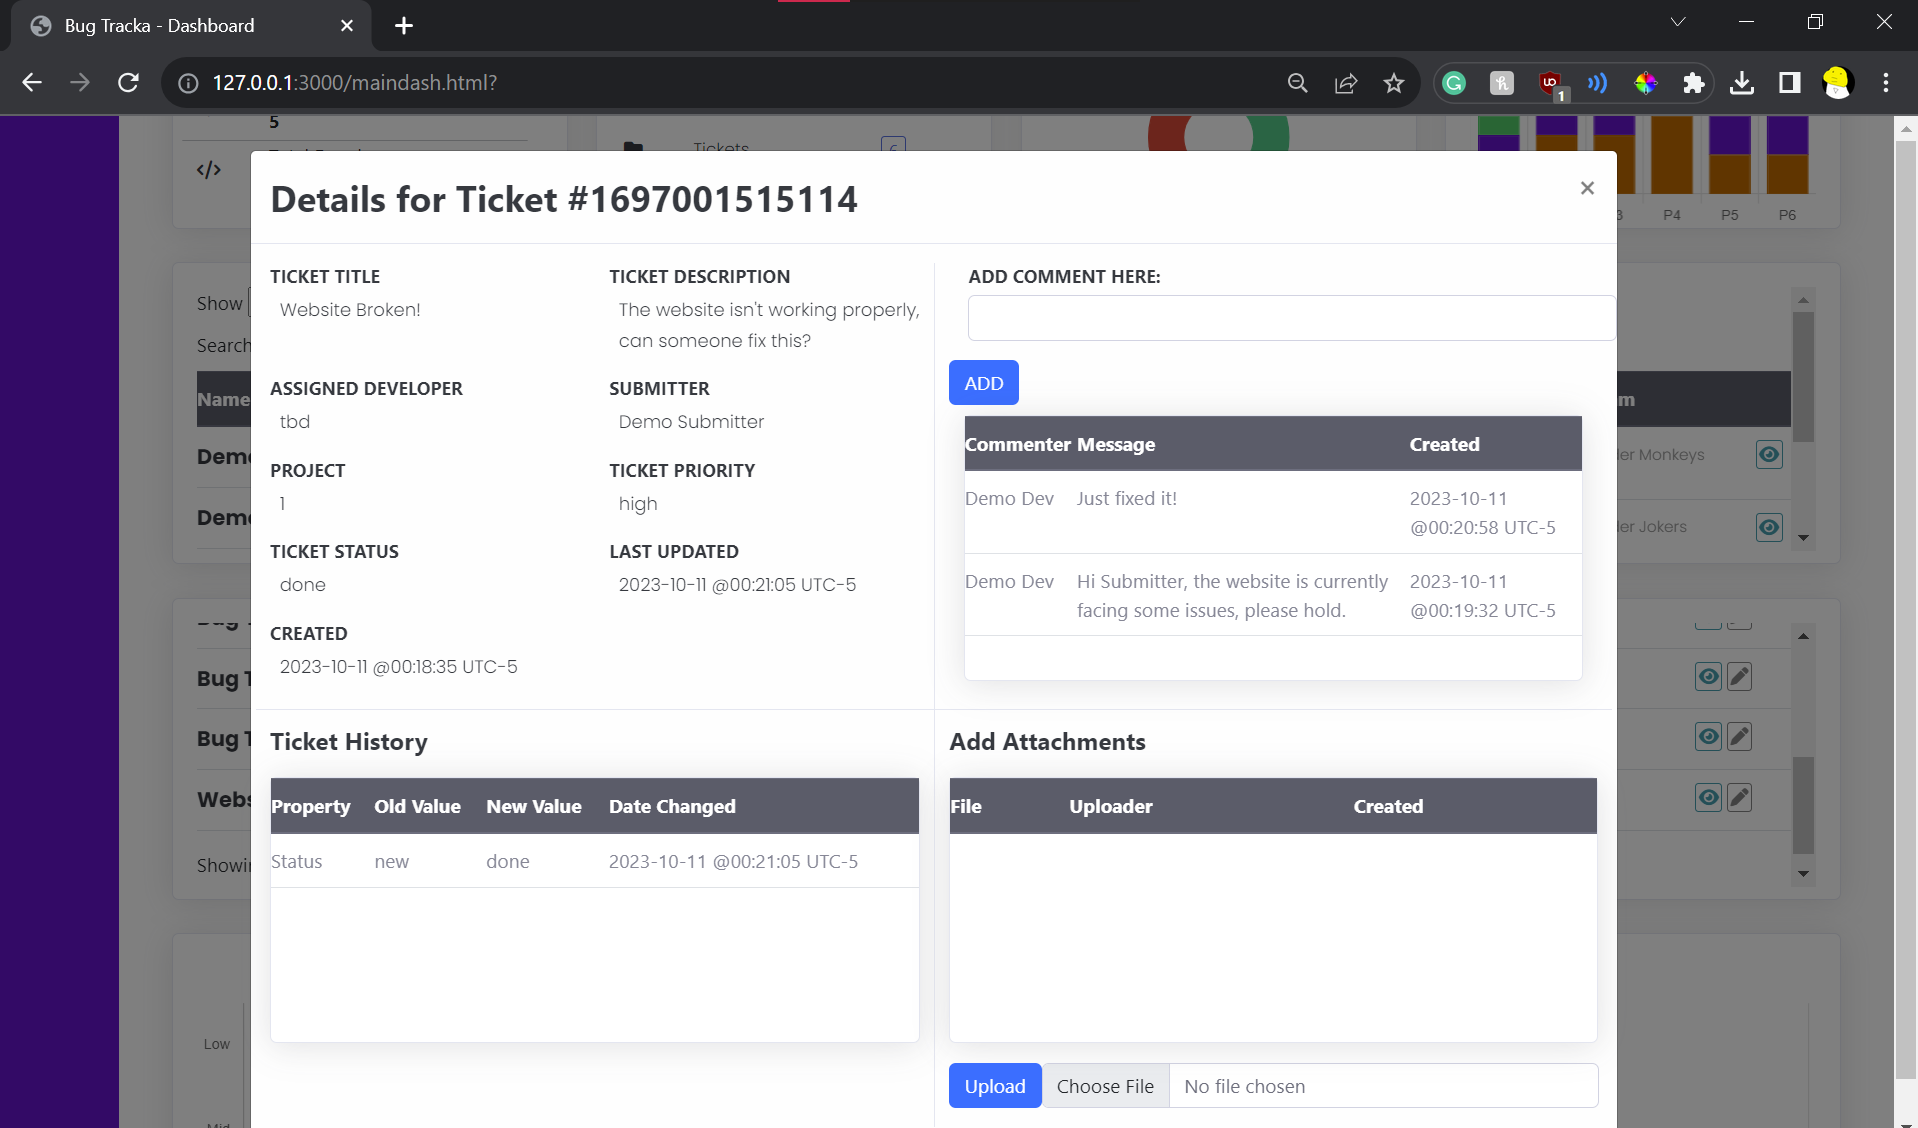 Bug Tracka - Dashboard
127.0.0.1:3000/maindash.html?
1
5
Tickets
6
</>
3 P4 P5 P6
Details for Ticket #1697001515114
×
TICKET TITLE
Website Broken!
TICKET DESCRIPTION
The website isn't working properly,
can someone fix this?
ASSIGNED DEVELOPER
tbd
SUBMITTER
Demo Submitter
PROJECT
1
TICKET PRIORITY
high
TICKET STATUS
done
LAST UPDATED
2023-10-11 @00:21:05 UTC-5
CREATED
2023-10-11 @00:18:35 UTC-5
ADD COMMENT HERE:
ADD
Commenter Message Created
Demo Dev Just fixed it! 2023-10-11
@00:20:58 UTC-5
Demo Dev Hi Submitter, the website is currently 2023-10-11
facing some issues, please hold. @00:19:32 UTC-5
Ticket History
Property Old Value New Value Date Changed
Status new done 2023-10-11 @00:21:05 UTC-5
Add Attachments
File Uploader Created
Upload Choose File No file chosen
Show
Search
Name
m
Demo
ler Monkeys
Demo
ler Jokers
Bug T
Bug T
Webs
Showin
Low